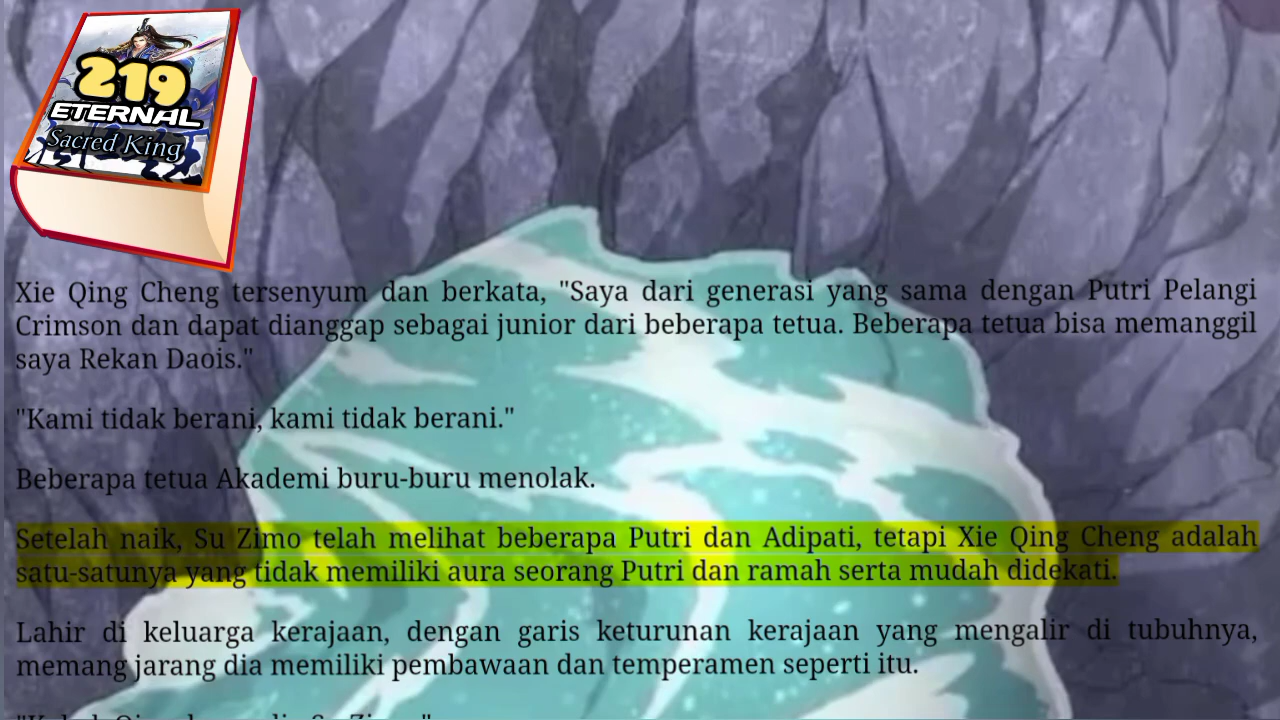 219
ETERNAL
Sacred King
Xie Qing Cheng tersenyum dan berkata, "Saya dari generasi yang sama dengan Putri Pelangi
Crimson dan dapat dianggap sebagai junior dari beberapa tetua. Beberapa tetua bisa memanggil
saya Rekan Daois."
"Kami tidak berani, kami tidak berani."
Beberapa tetua Akademi buru-buru menolak.
Setelah naik, Su Zimo telah melihat beberapa Putri dan Adipati, tetapi Xie Qing Cheng adalah
satu-satunya yang tidak memiliki aura seorang Putri dan ramah serta mudah didekati.
Lahir di keluarga kerajaan, dengan garis keturunan kerajaan yang mengalir di tubuhnya,
memang jarang dia memiliki pembawaan dan temperamen seperti itu.